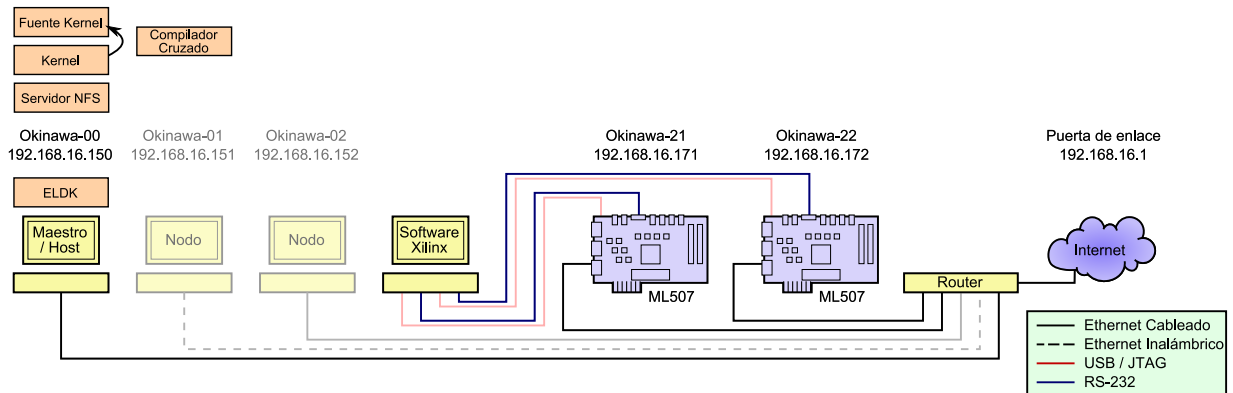 Fuente Kernel
Compilador
Cruzado
Kernel
Servidor NFS
Okinawa-00
192.168.16.150
Okinawa-01
192.168.16.151
Okinawa-02
192.168.16.152
Okinawa-21
192.168.16.171
Okinawa-22
192.168.16.172
Puerta de enlace
192.168.16.1
ELDK
Maestro
/ Host
Nodo
Nodo
Software
Xilinx
ML507
ML507
Router
Internet
Ethernet Cableado
Ethernet Inalámbrico
USB / JTAG
RS-232